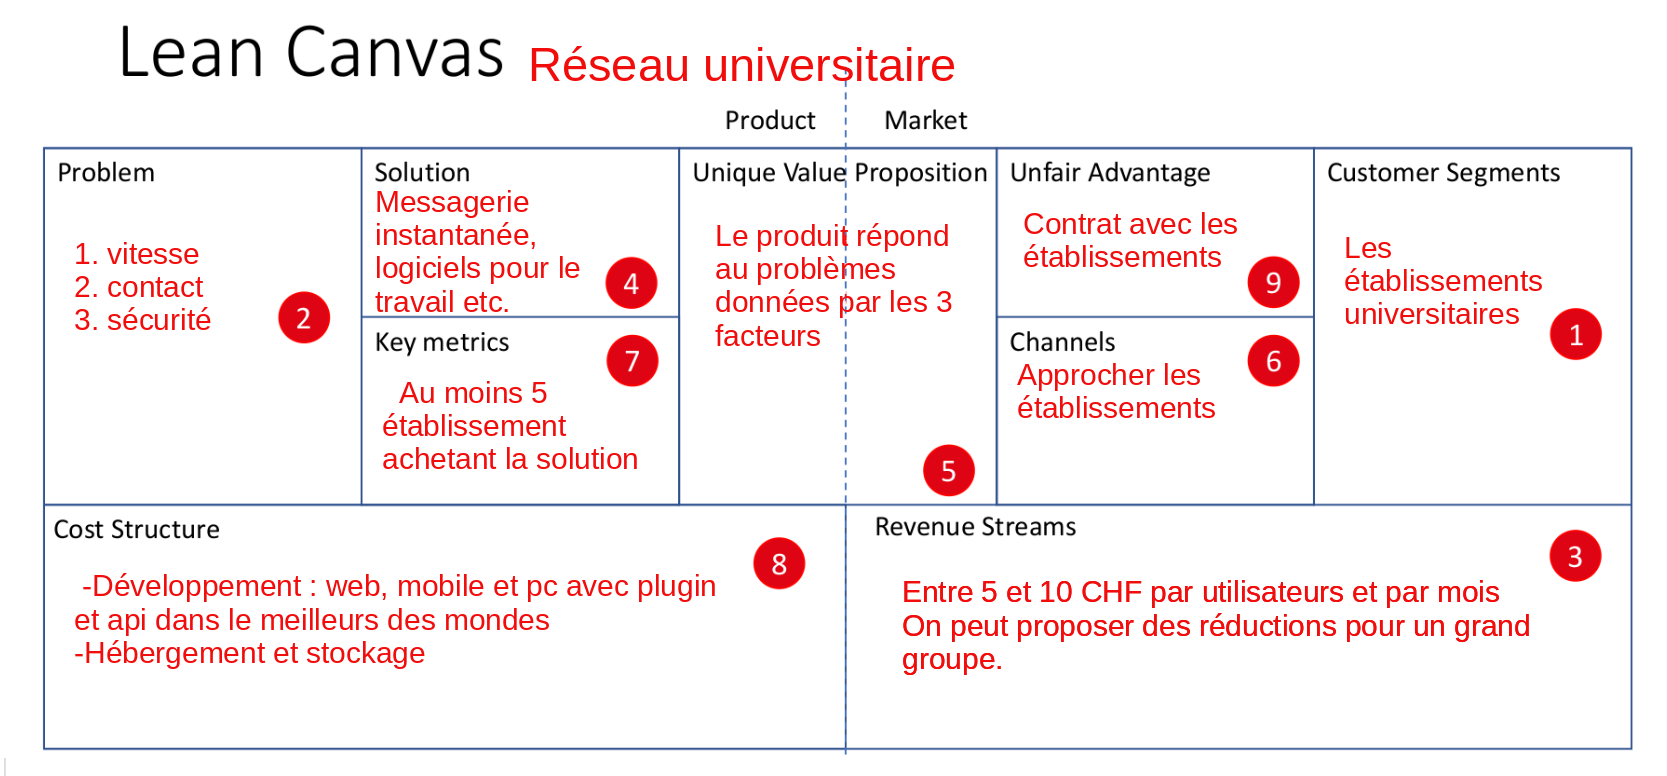 Lean Canvas Réseau universitaire
Product Market
Problem
1. vitesse
2. contact
3. sécurité
2
Solution
Messagerie
instantanée,
logiciels pour le
travail etc.
4
Key metrics
7
Au moins 5
établissement
achetant la solution
Unique Value Proposition
Le produit répond
au problèmes
données par les 3
facteurs
5
Unfair Advantage
Contrat avec les
établissements
9
Channels
6
Approcher les
établissements
Customer Segments
Les
établissements
universitaires
1
Cost Structure
8
-Développement : web, mobile et pc avec plugin
et api dans le meilleurs des mondes
-Hébergement et stockage
Revenue Streams
3
Entre 5 et 10 CHF par utilisateurs et par mois
On peut proposer des réductions pour un grand
groupe.